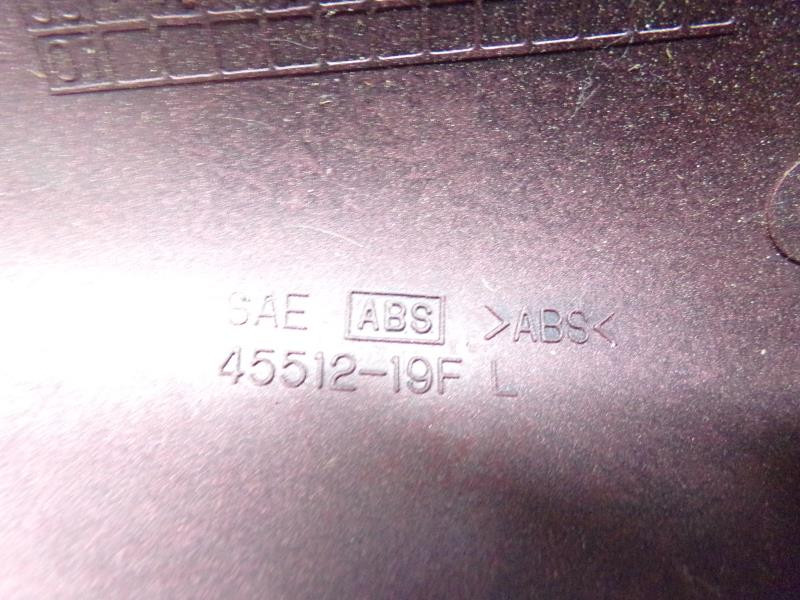 SAE ABS >ABS<
45512-19F L